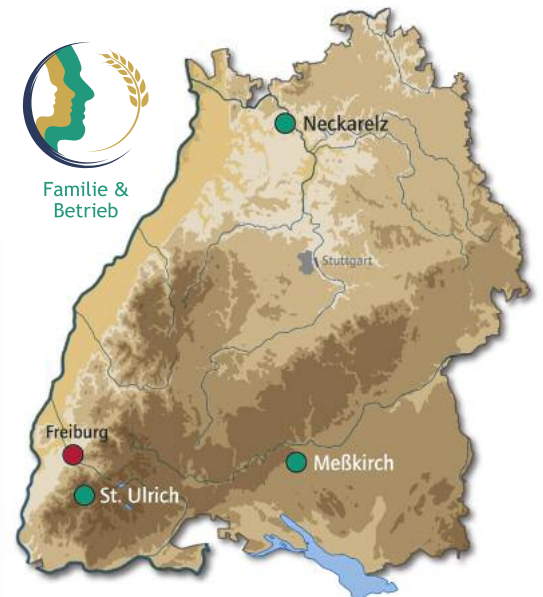 Familie &
Betrieb
Neckarelz
Stuttgart
Freiburg
Meßkirch
St. Ulrich